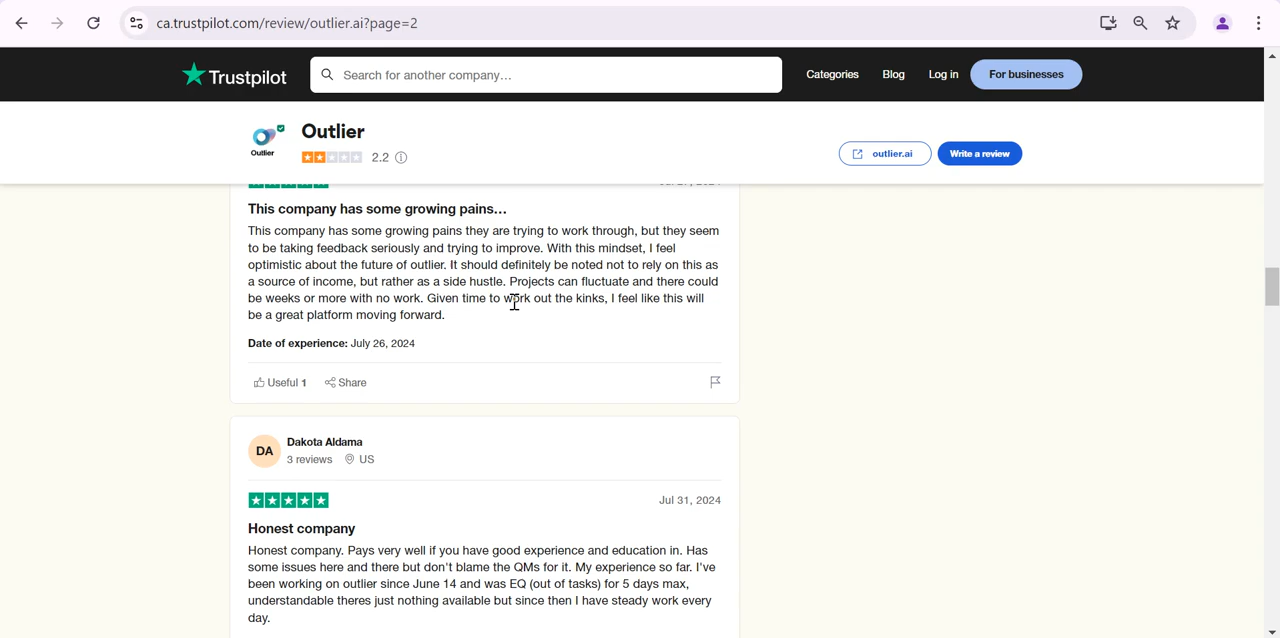 ca.trustpilot.com/review/outlier.ai?page=2
Trustpilot
Search for another company...
Categories
Blog
Log in
For businesses
Outlier
Outlier
2.2
outlier.ai
Write a review
This company has some growing pains...
This company has some growing pains they are trying to work through, but they seem
to be taking feedback seriously and trying to improve. With this mindset, I feel
optimistic about the future of outlier. It should definitely be noted not to rely on this as
a source of income, but rather as a side hustle. Projects can fluctuate and there could
be weeks or more with no work. Given time to work out the kinks, I feel like this will
be a great platform moving forward.
Date of experience: July 26, 2024
Useful 1
Share
DA
Dakota Aldama
3 reviews
US
Jul 31, 2024
Honest company
Honest company. Pays very well if you have good experience and education in. Has
some issues here and there but don't blame the QMs for it. My experience so far. I've
been working on outlier since June 14 and was EQ (out of tasks) for 5 days max,
understandable theres just nothing available but since then I have steady work every
day.